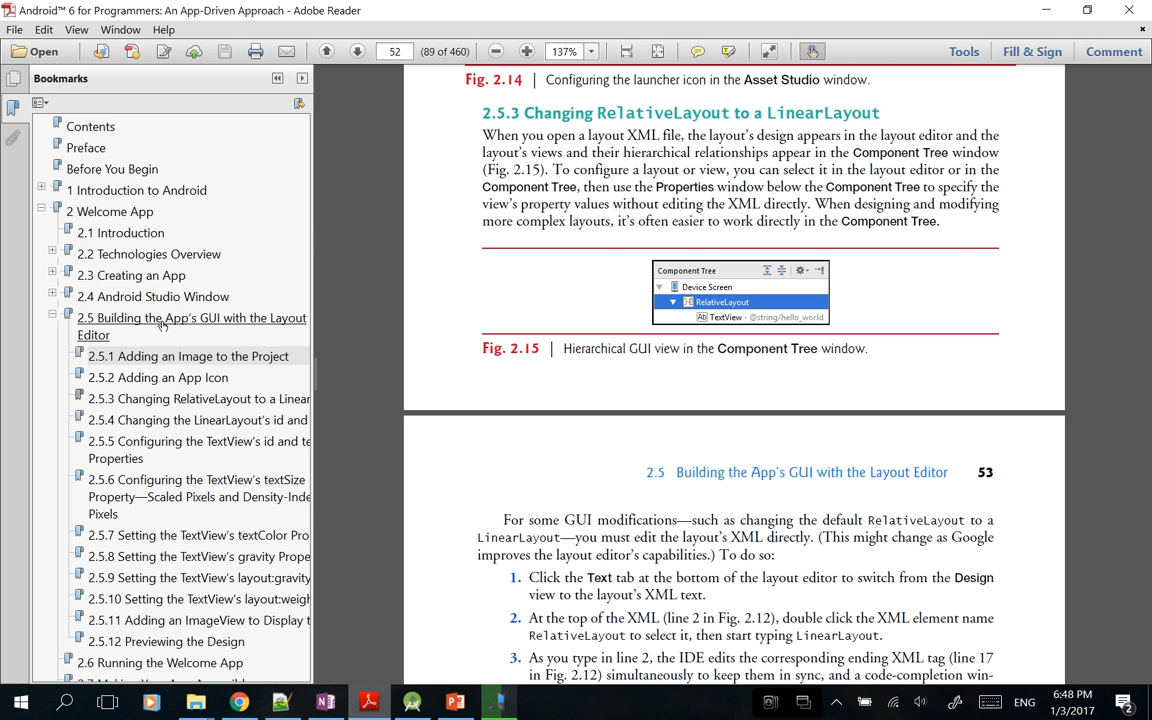 Android™ 6 for Programmers: An App-Driven Approach - Adobe Reader
File Edit View Window Help
Open 52 (89 of 460) 137% Tools Fill & Sign Comment
Bookmarks
Contents
Preface
Before You Begin
1 Introduction to Android
2 Welcome App
2.1 Introduction
2.2 Technologies Overview
2.3 Creating an App
2.4 Android Studio Window
2.5 Building the App's GUI with the Layout
Editor
2.5.1 Adding an Image to the Project
2.5.2 Adding an App Icon
2.5.3 Changing RelativeLayout to a Linear
2.5.4 Changing the LinearLayout's id and
2.5.5 Configuring the TextView's id and te
Properties
2.5.6 Configuring the TextView's textSize
Property—Scaled Pixels and Density-Inde
Pixels
2.5.7 Setting the TextView's textColor Pro
2.5.8 Setting the TextView's gravity Prope
2.5.9 Setting the TextView's layout:gravity
2.5.10 Setting the TextView's layout:weigh
2.5.11 Adding an ImageView to Display t
2.5.12 Previewing the Design
2.6 Running the Welcome App
Fig. 2.14 | Configuring the launcher icon in the Asset Studio window.
2.5.3 Changing RelativeLayout to a LinearLayout
When you open a layout XML file, the layout's design appears in the layout editor and the
layout's views and their hierarchical relationships appear in the Component Tree window
(Fig. 2.15). To configure a layout or view, you can select it in the layout editor or in the
Component Tree, then use the Properties window below the Component Tree to specify the
view's property values without editing the XML directly. When designing and modifying
more complex layouts, it's often easier to work directly in the Component Tree.
Component Tree
Device Screen
RelativeLayout
Ab TextView - @string/hello_world
Fig. 2.15 | Hierarchical GUI view in the Component Tree window.
2.5 Building the App's GUI with the Layout Editor 53
For some GUI modifications—such as changing the default RelativeLayout to a
LinearLayout—you must edit the layout's XML directly. (This might change as Google
improves the layout editor's capabilities.) To do so:
1. Click the Text tab at the bottom of the layout editor to switch from the Design
view to the layout's XML text.
2. At the top of the XML (line 2 in Fig. 2.12), double click the XML element name
RelativeLayout to select it, then start typing LinearLayout.
3. As you type in line 2, the IDE edits the corresponding ending XML tag (line 17
in Fig. 2.12) simultaneously to keep them in sync, and a code-completion win-
ENG
6:48 PM
1/3/2017
2